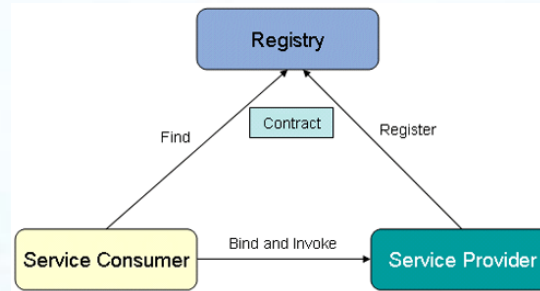 Registry
Contract
Find
Register
Bind and Invoke
Service Consumer
Service Provider